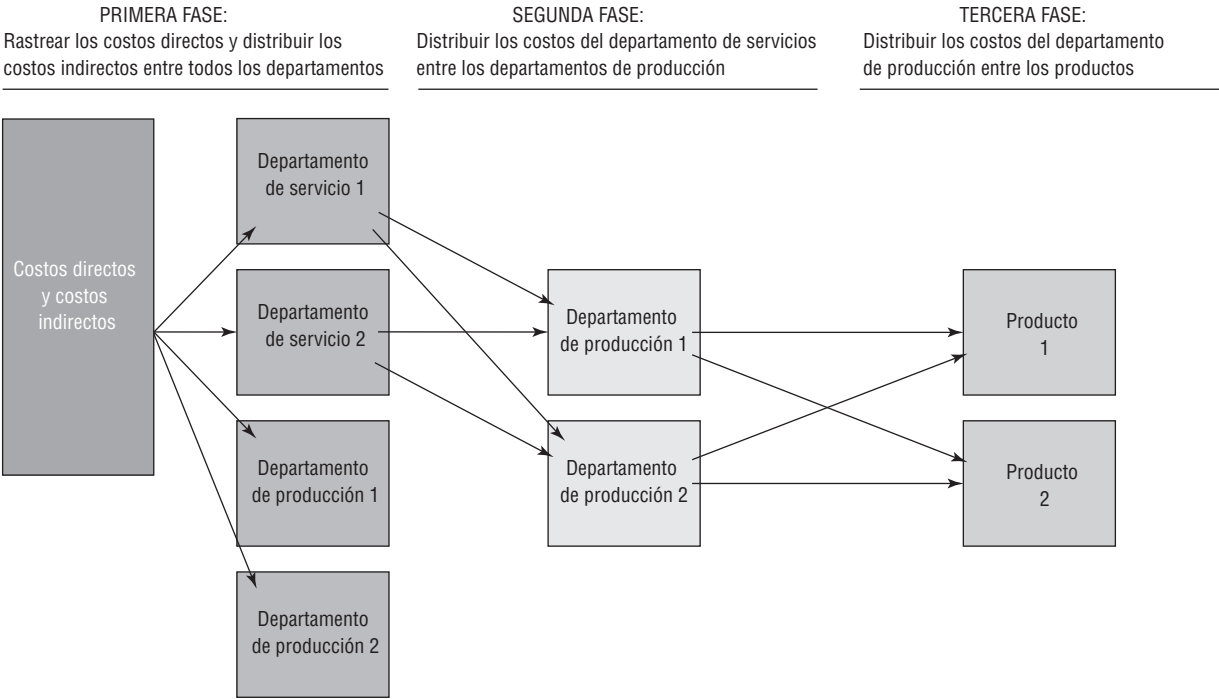 PRIMERA FASE:
Rastrear los costos directos y distribuir los
costos indirectos entre todos los departamentos
SEGUNDA FASE:
Distribuir los costos del departamento de servicios
entre los departamentos de producción
TERCERA FASE:
Distribuir los costos del departamento
de producción entre los productos
Costos directos
y costos
indirectos
Departamento
de servicio 1
Departamento
de servicio 2
Departamento
de producción 1
Departamento
de producción 2
Departamento
de producción 1
Departamento
de producción 2
Producto
1
Producto
2